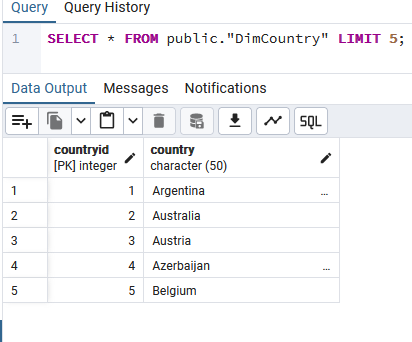 Query Query History
1 SELECT * FROM public."DimCountry" LIMIT 5;
Data Output Messages Notifications
SQL
countryid country
[PK] integer character (50)
1 1 Argentina ...
2 2 Australia
3 3 Austria
4 4 Azerbaijan ...
5 5 Belgium